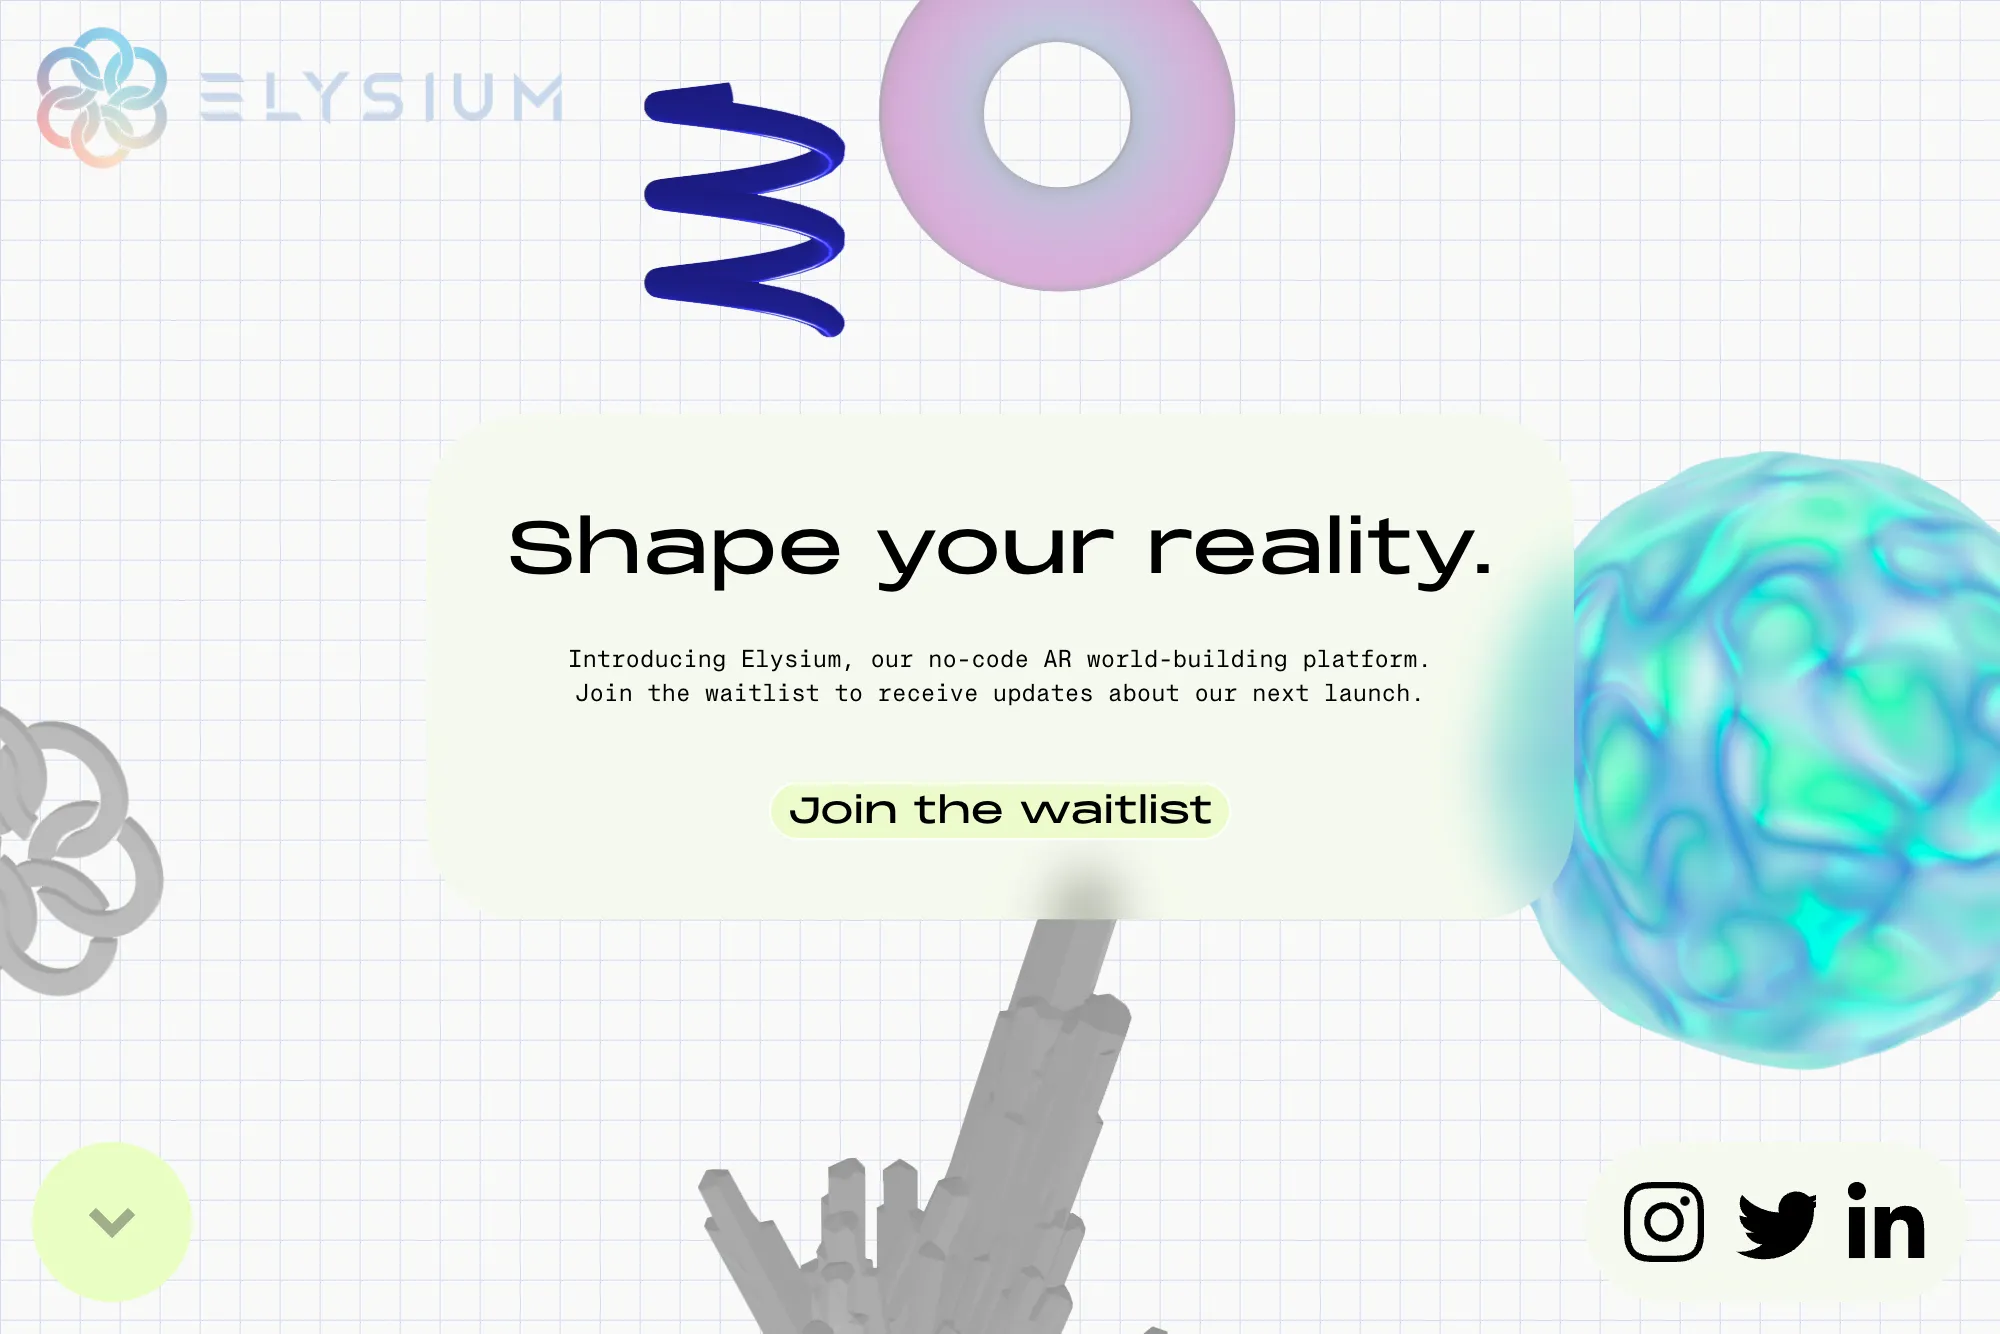 ELYSIUM
Shape your reality.
Introducing Elysium, our no-code AR world-building platform.
Join the waitlist to receive updates about our next launch.
Join the waitlist
in